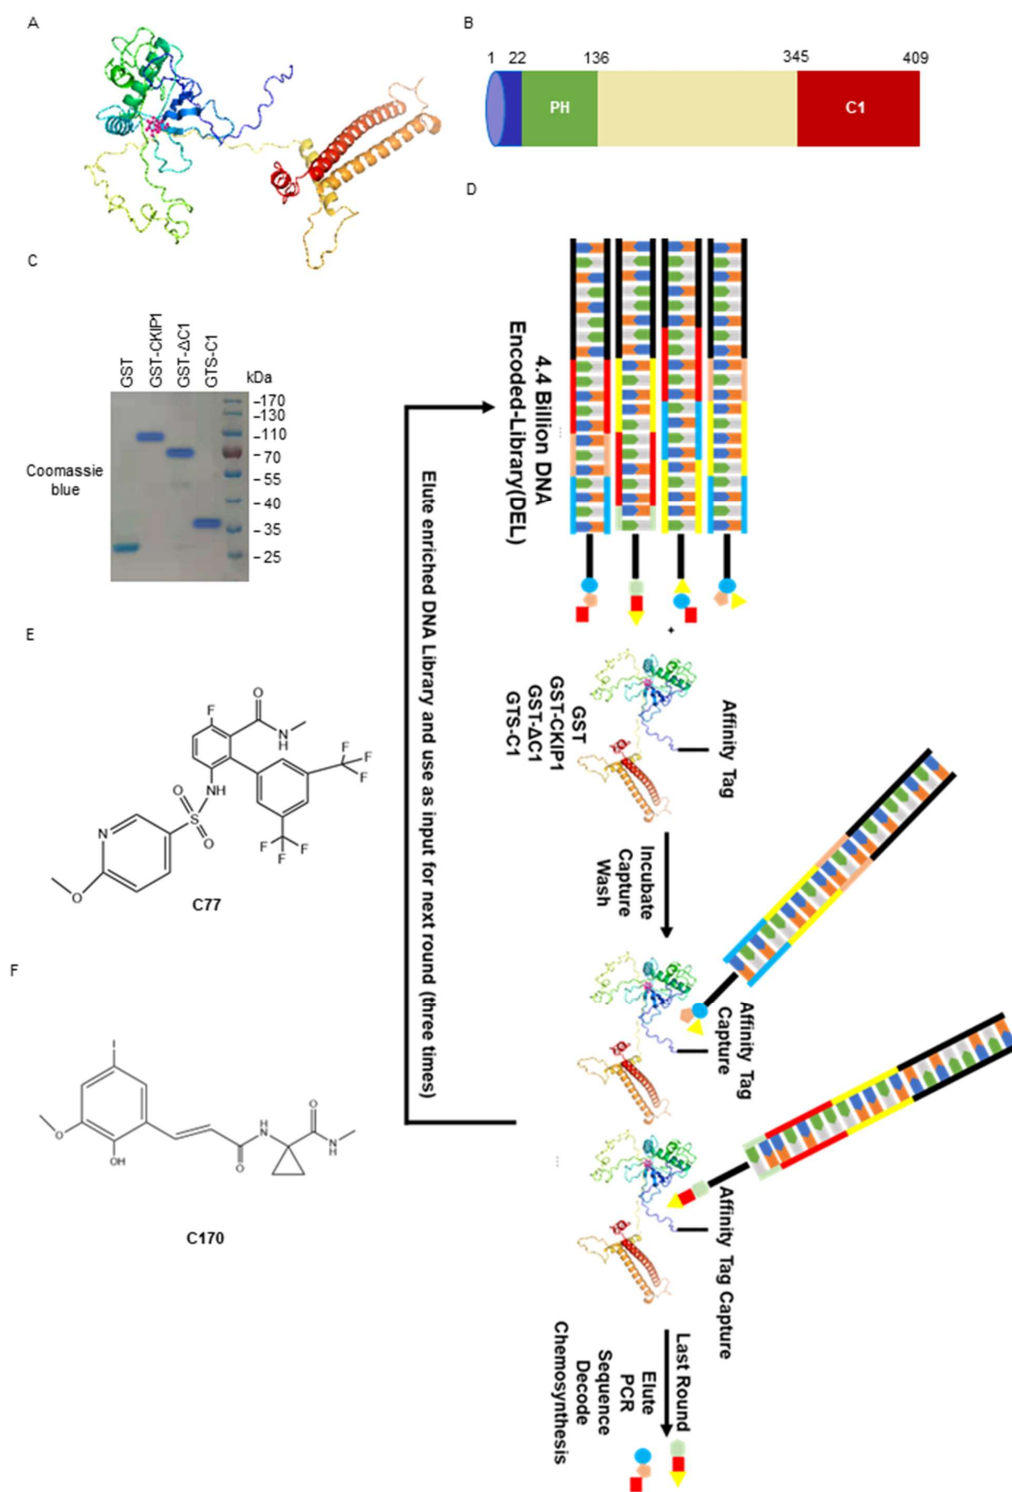 A
B
1 22 136 345 409
PH
C1
C
GST
GST-CKIP1
GST-ΔC1
GTS-C1
kDa
-170
-130
-110
- 70
- 55
- 40
- 35
- 25
Coomassie
blue
D
4.4 Billion DNA
Encoded-Library(DEL)
+
GST
GST-CKIP1
GST-ΔC1
GTS-C1
Affinity Tag
Incubate
Capture
Wash
Affinity Tag
Capture
Affinity Tag Capture
Elute enriched DNA Library and use as input for next round (three times)
Last Round
Elute
PCR
Sequence
Decode
Chemosynthesis
E
F
O
NH
O
S
O
N
O
F
F
F
F
F
F
N
H
C77
F
I
O
OH
O
H
N
O
N
H
C170